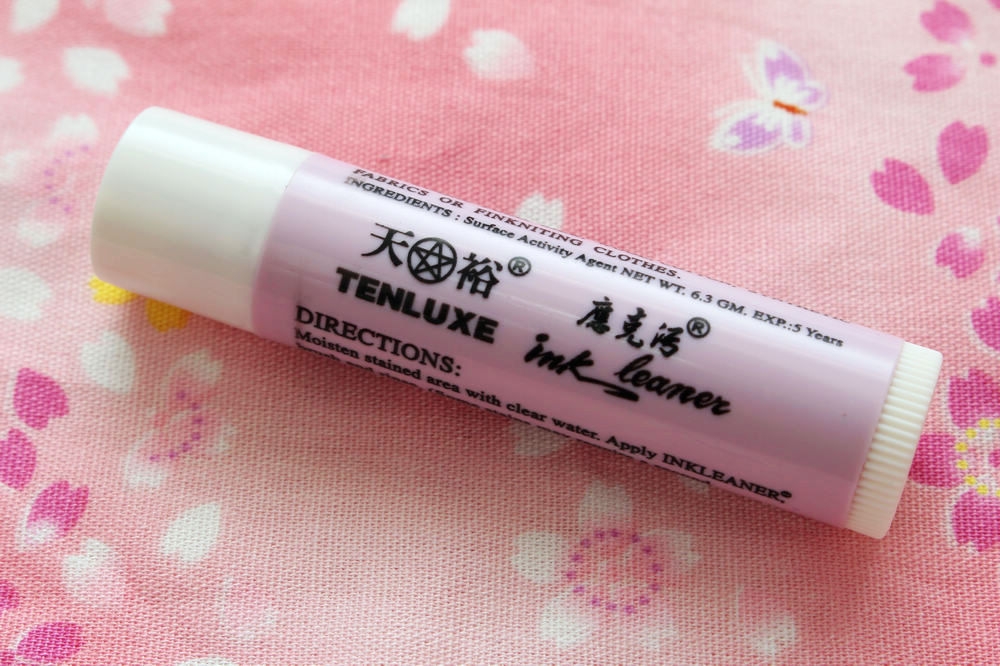 FABRICS OR FINKNITING CLOTHES.
INGREDIENTS : Surface Activity Agent NET WT. 6.3 GM. EXP.:5 Years
天 裕®
TENLUXE
磨克污®
ink leaner
DIRECTIONS:
Moisten stained area with clear water. Apply INKLEANER.®